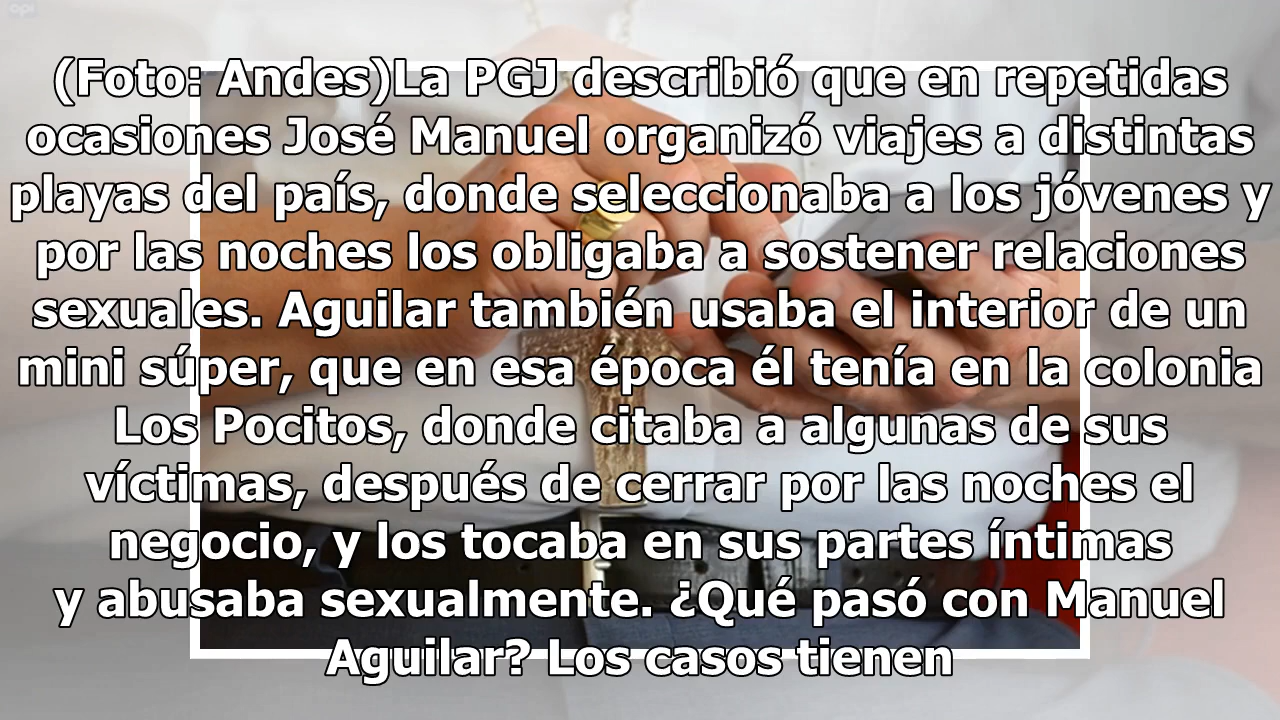 (Foto: Andes)La PGJ describió que en repetidas
ocasiones José Manuel organizó viajes a distintas
playas del país, donde seleccionaba a los jóvenes y
por las noches los obligaba a sostener relaciones
sexuales. Aguilar también usaba el interior de un
mini súper, que en esa época él tenía en la colonia
Los Pocitos, donde citaba a algunas de sus
víctimas, después de cerrar por las noches el
negocio, y los tocaba en sus partes íntimas
y abusaba sexualmente. ¿Qué pasó con Manuel
Aguilar? Los casos tienen